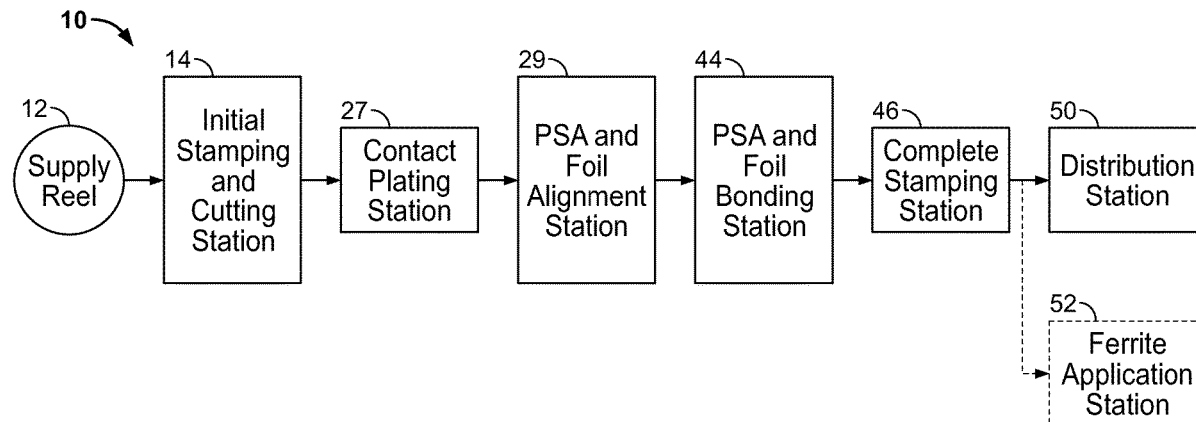 10
12
Supply
Reel
14
Initial
Stamping
and
Cutting
Station
27
Contact
Plating
Station
29
PSA and
Foil
Alignment
Station
44
PSA and
Foil
Bonding
Station
46
Complete
Stamping
Station
50
Distribution
Station
52
Ferrite
Application
Station